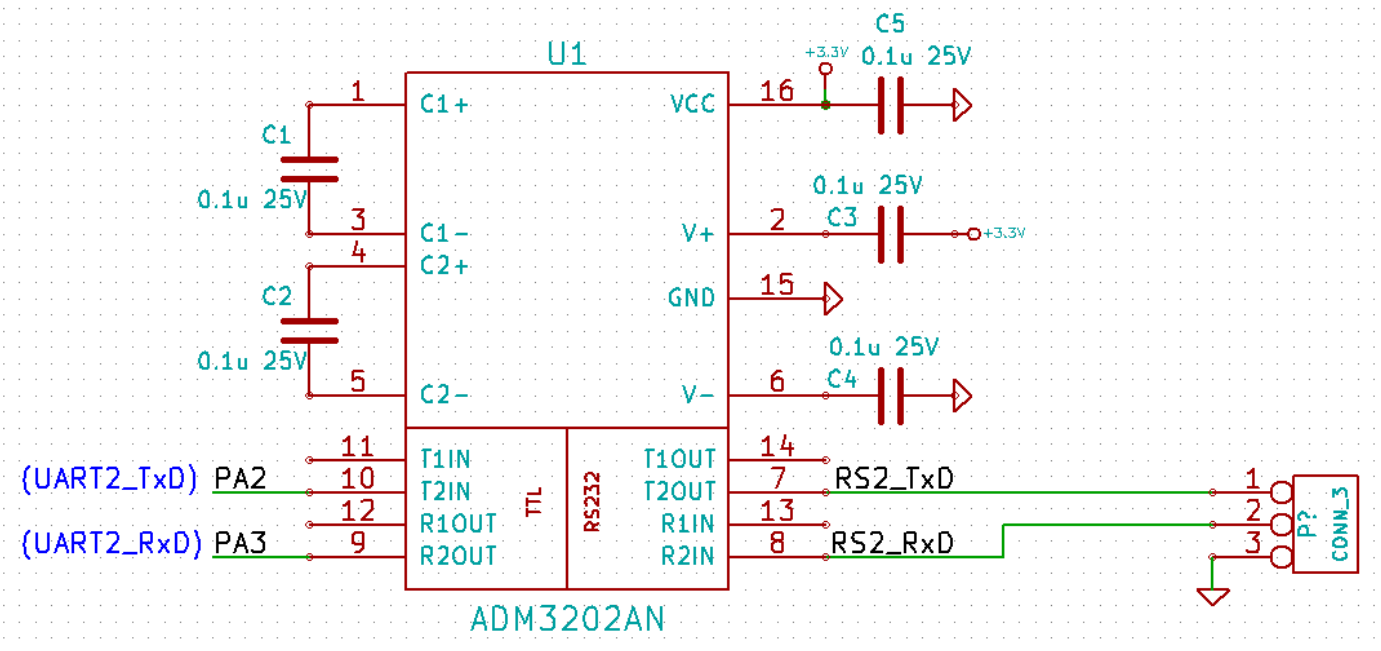 C5
0.1u 25V
+3.3V
U1
1
C1+
VCC
16
C1
0.1u 25V
3
C1-
4
C2+
0.1u 25V
2
C3
V+
+3.3V
15
GND
C2
0.1u 25V
5
C2-
0.1u 25V
6
C4
V-
11
T1IN
T1OUT
14
(UART2_TxD) PA2
10
T2IN
T2OUT
7
RS2_TxD
1
12
R1OUT
R1IN
13
2
(UART2_RxD) PA3
9
R2OUT
R2IN
8
RS2_RxD
3
TTL
RS232
P?
CONN_3
ADM3202AN